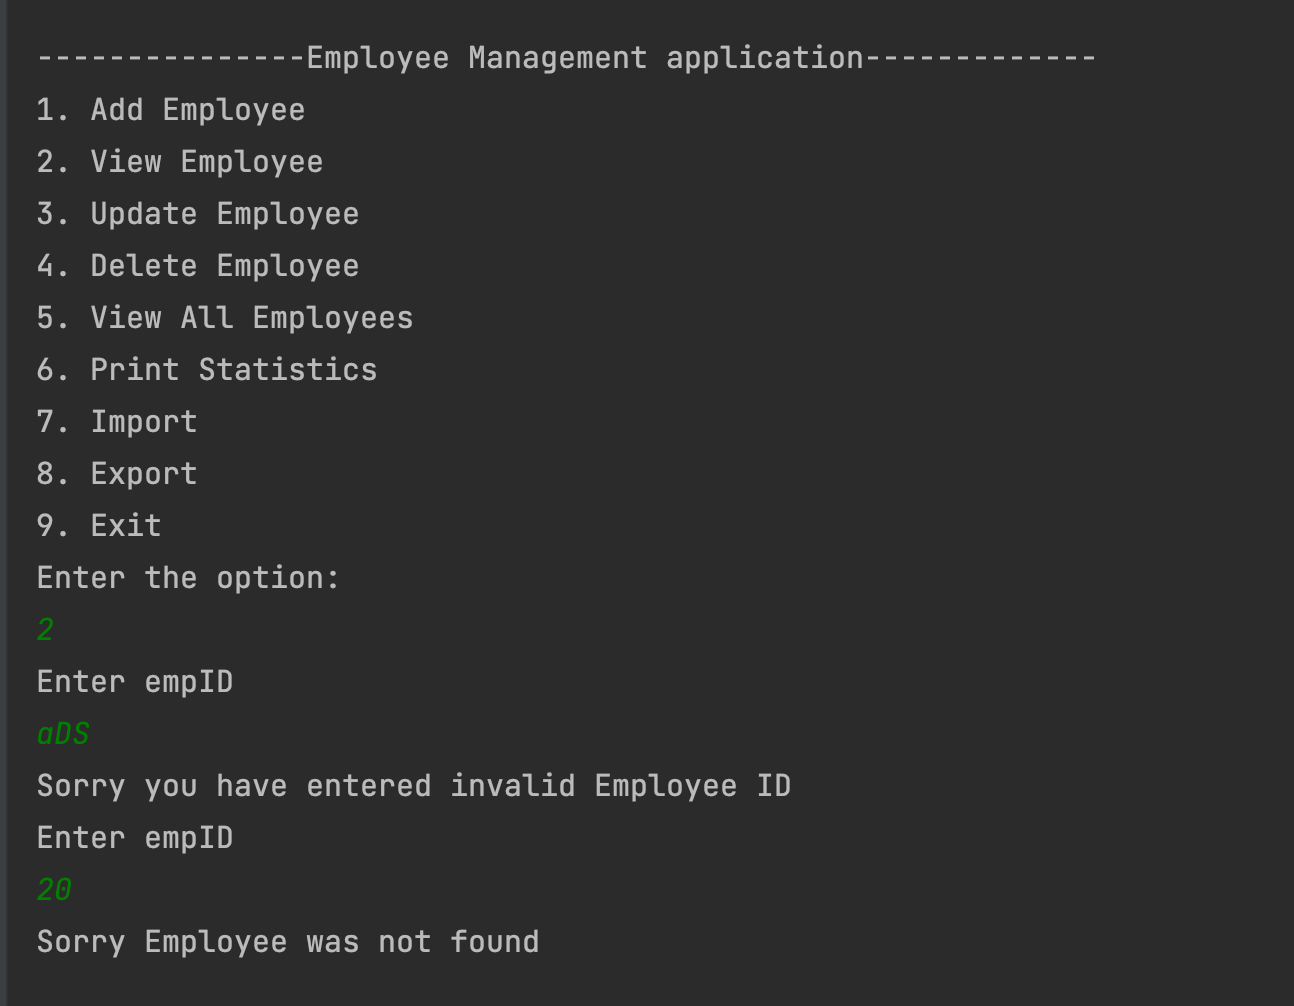 ---------------Employee Management application-------------
1. Add Employee
2. View Employee
3. Update Employee
4. Delete Employee
5. View All Employees
6. Print Statistics
7. Import
8. Export
9. Exit
Enter the option:
2
Enter empID
aDS
Sorry you have entered invalid Employee ID
Enter empID
20
Sorry Employee was not found